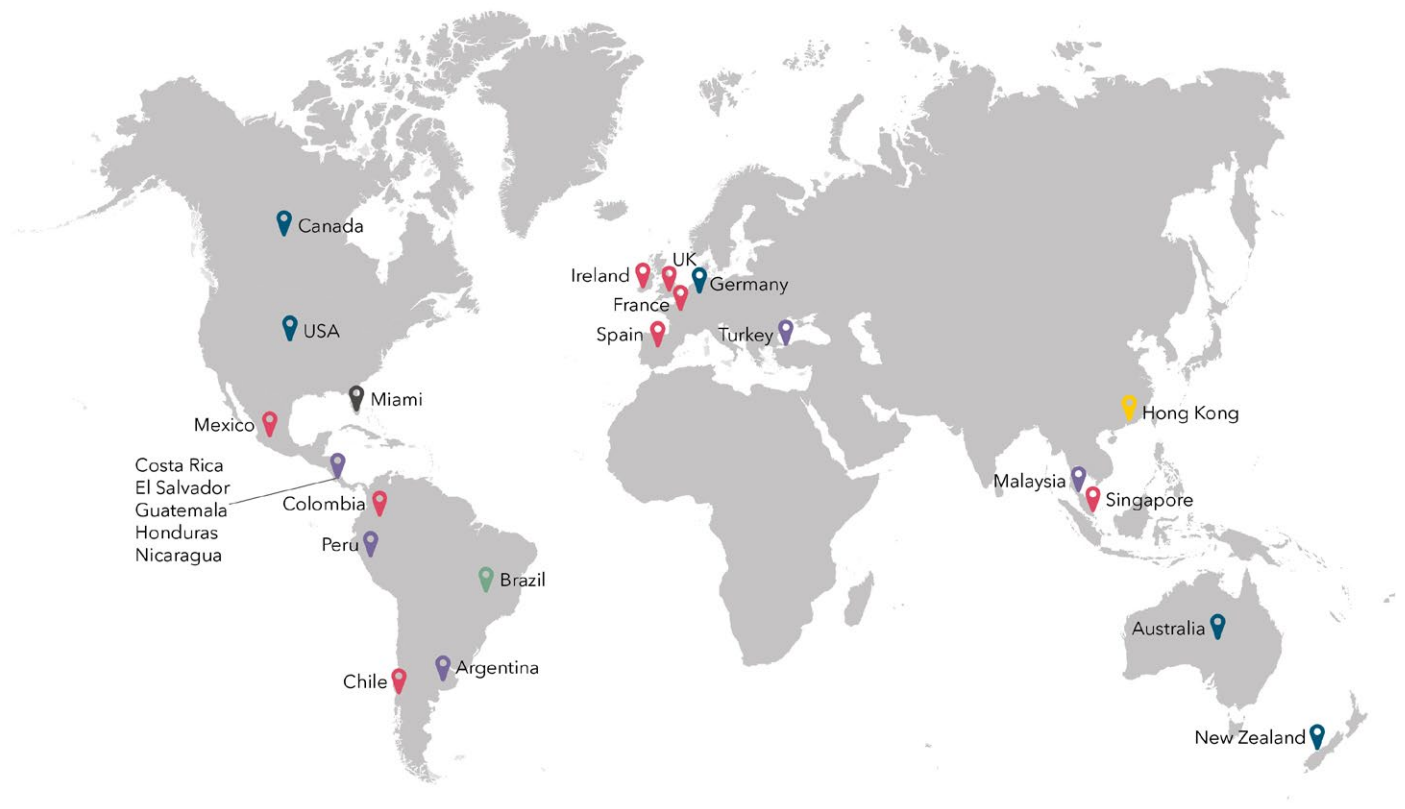 Canada
USA
Miami
Mexico
Costa Rica
El Salvador
Guatemala
Honduras
Nicaragua
Colombia
Peru
Brazil
Argentina
Chile
UK
Ireland
Germany
France
Spain
Turkey
Hong Kong
Malaysia
Singapore
Australia
New Zealand